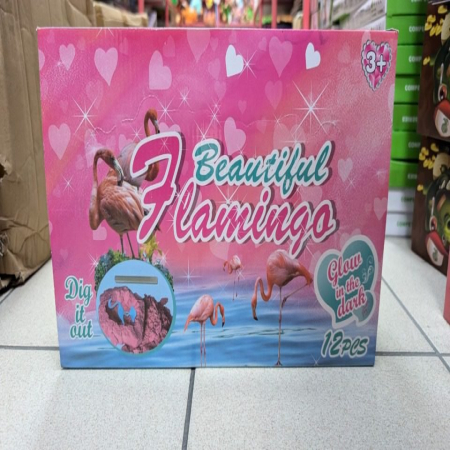 3+
Beautiful
Flamingo
Dig
it
out
Glow
in the
dark
12PCS